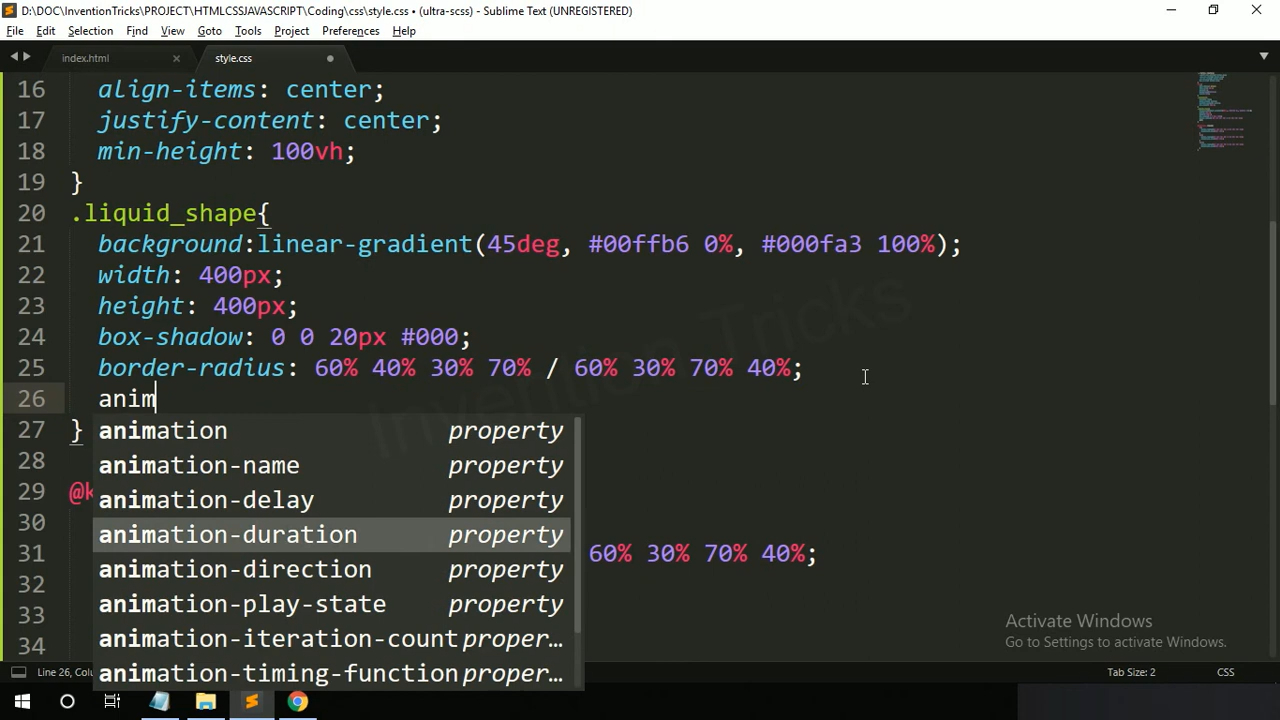 D:\DOC\InventionTricks\PROJECT\HTMLCSSJAVASCRIPT\Coding\css\style.css • (ultra-scss) - Sublime Text (UNREGISTERED)
File Edit Selection Find View Goto Tools Project Preferences Help
index.html × style.css
16 align-items: center;
17 justify-content: center;
18 min-height: 100vh;
19 }
20 .liquid_shape{
21 background:linear-gradient(45deg, #00ffb6 0%, #000fa3 100%);
22 width: 400px;
23 height: 400px;
24 box-shadow: 0 0 20px #000;
25 border-radius: 60% 40% 30% 70% / 60% 30% 70% 40%;
26 anim
27 }
animation property
28
animation-name property
29 @k
animation-delay property
30
animation-duration property
31 60% 30% 70% 40%;
animation-direction property
32
animation-play-state property
33
animation-iteration-count proper…
34
animation-timing-function proper…
Invention Tricks
Activate Windows
Go to Settings to activate Windows.
Line 26, Colu
Tab Size: 2 CSS